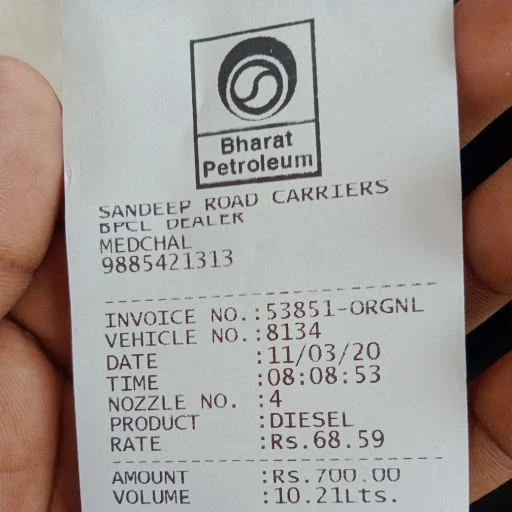 Bharat
Petroleum
SANDEEP ROAD CARRIERS
BPCL DEALER
MEDCHAL
9885421313
INVOICE NO.:53851-ORGNL
VEHICLE NO.:8134
DATE :11/03/20
TIME :08:08:53
NOZZLE NO. :4
PRODUCT :DIESEL
RATE :Rs.68.59
AMOUNT :Rs.700.00
VOLUME :10.21Lts.